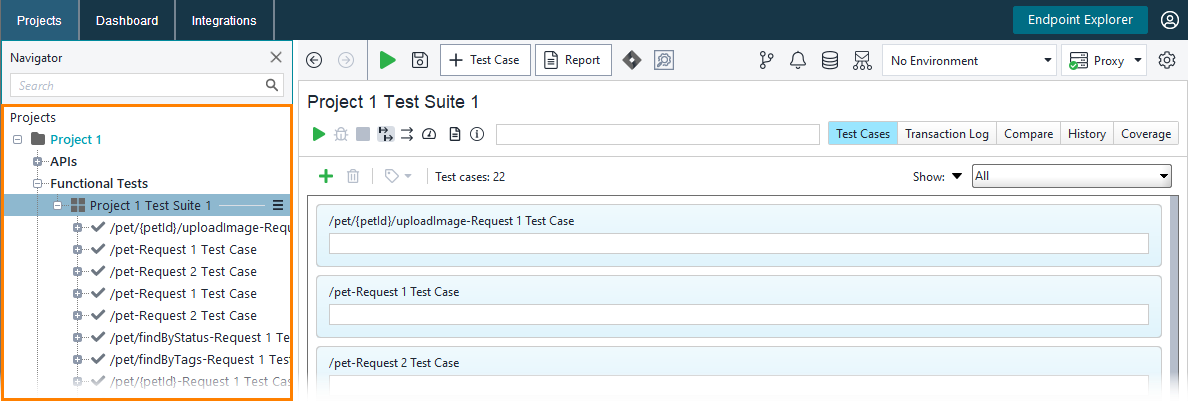 Projects Dashboard Integrations Endpoint Explorer
Navigator
Search
Test Case Report No Environment Proxy
Projects
Project 1
APIs
Functional Tests
Project 1 Test Suite 1
/pet/{petId}/uploadImage-Requ
/pet-Request 1 Test Case
/pet-Request 2 Test Case
/pet-Request 1 Test Case
/pet-Request 2 Test Case
/pet/findByStatus-Request 1 Te
/pet/findByTags-Request 1 Test
/pet/{petId}-Request 1 Test Cas
Project 1 Test Suite 1
Test Cases Transaction Log Compare History Coverage
Test cases: 22 Show: All
/pet/{petId}/uploadImage-Request 1 Test Case
/pet-Request 1 Test Case
/pet-Request 2 Test Case